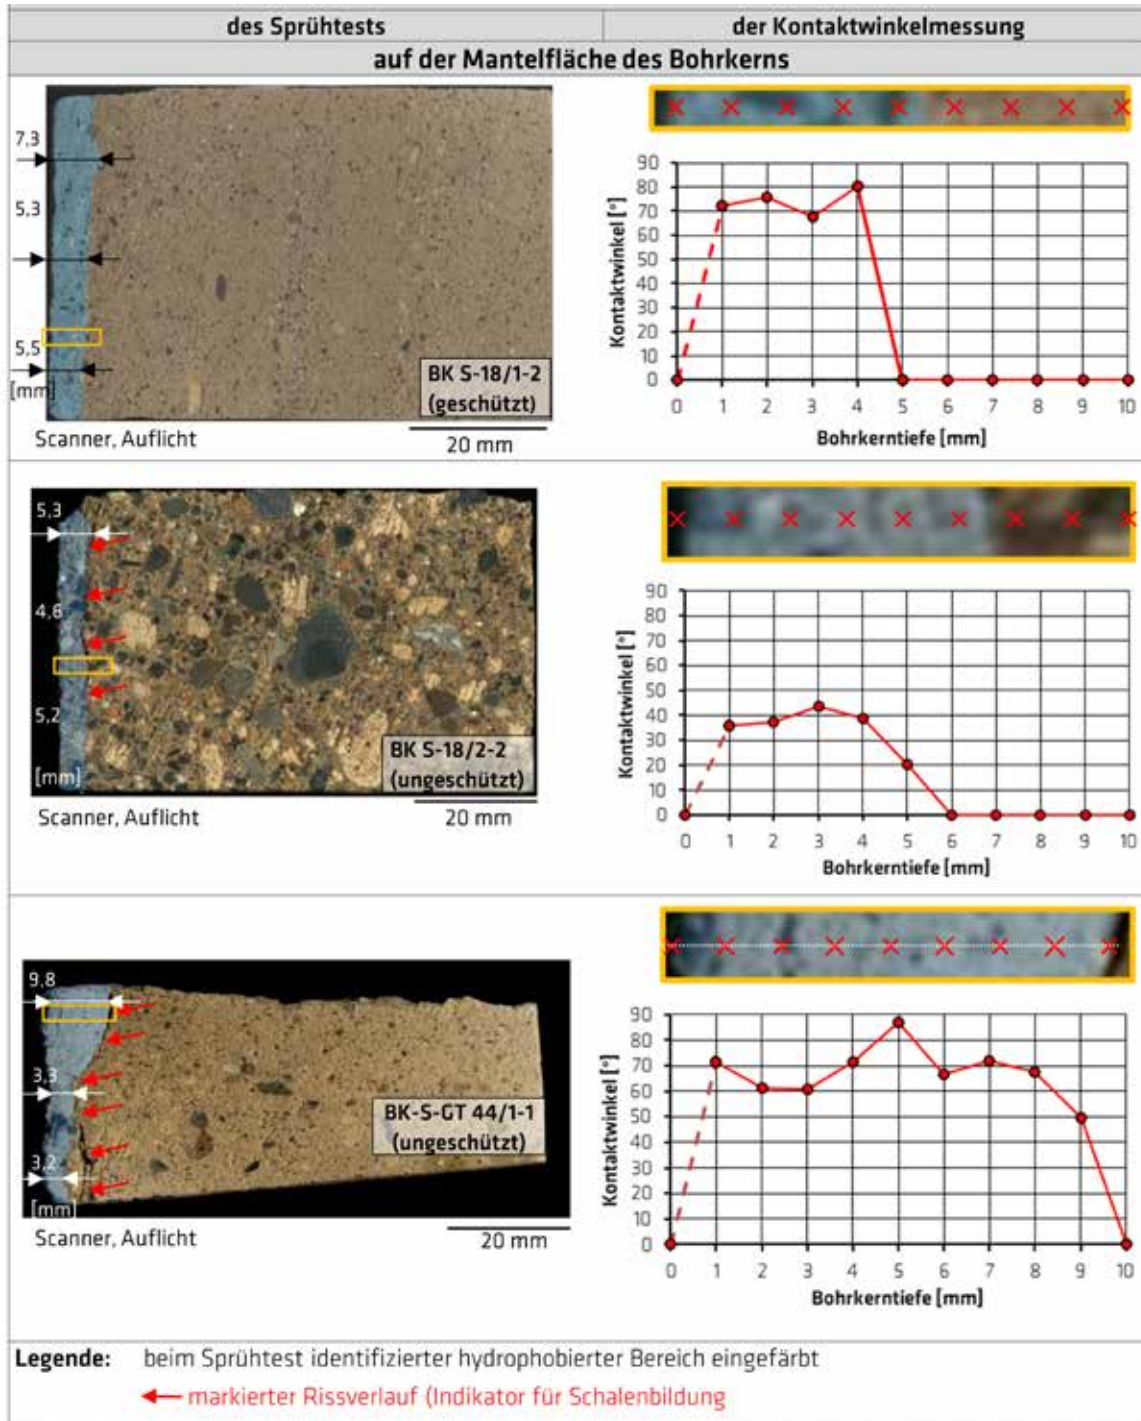 des Sprühtests
der Kontaktwinkelmessung
auf der Mantelfläche des Bohrkerns
7,3
5,3
5,5
[mm]
BK S-18/1-2
(geschützt)
Scanner, Auflicht
20 mm
Kontaktwinkel [°]
90
80
70
60
50
40
30
20
10
0
0 1 2 3 4 5 6 7 8 9 10
Bohrkerntiefe [mm]
5,3
4,6
5,2
[mm]
BK S-18/2-2
(ungeschützt)
Scanner, Auflicht
20 mm
Kontaktwinkel [°]
90
80
70
60
50
40
30
20
10
0
0 1 2 3 4 5 6 7 8 9 10
Bohrkerntiefe [mm]
9,8
3,3
3,2
[mm]
BK-S-GT 44/1-1
(ungeschützt)
Scanner, Auflicht
20 mm
Kontaktwinkel [°]
90
80
70
60
50
40
30
20
10
0
0 1 2 3 4 5 6 7 8 9 10
Bohrkerntiefe [mm]
Legende: beim Sprühtest identifizierter hydrophobierter Bereich eingefärbt
markierter Rissverlauf (Indikator für Schalenbildung